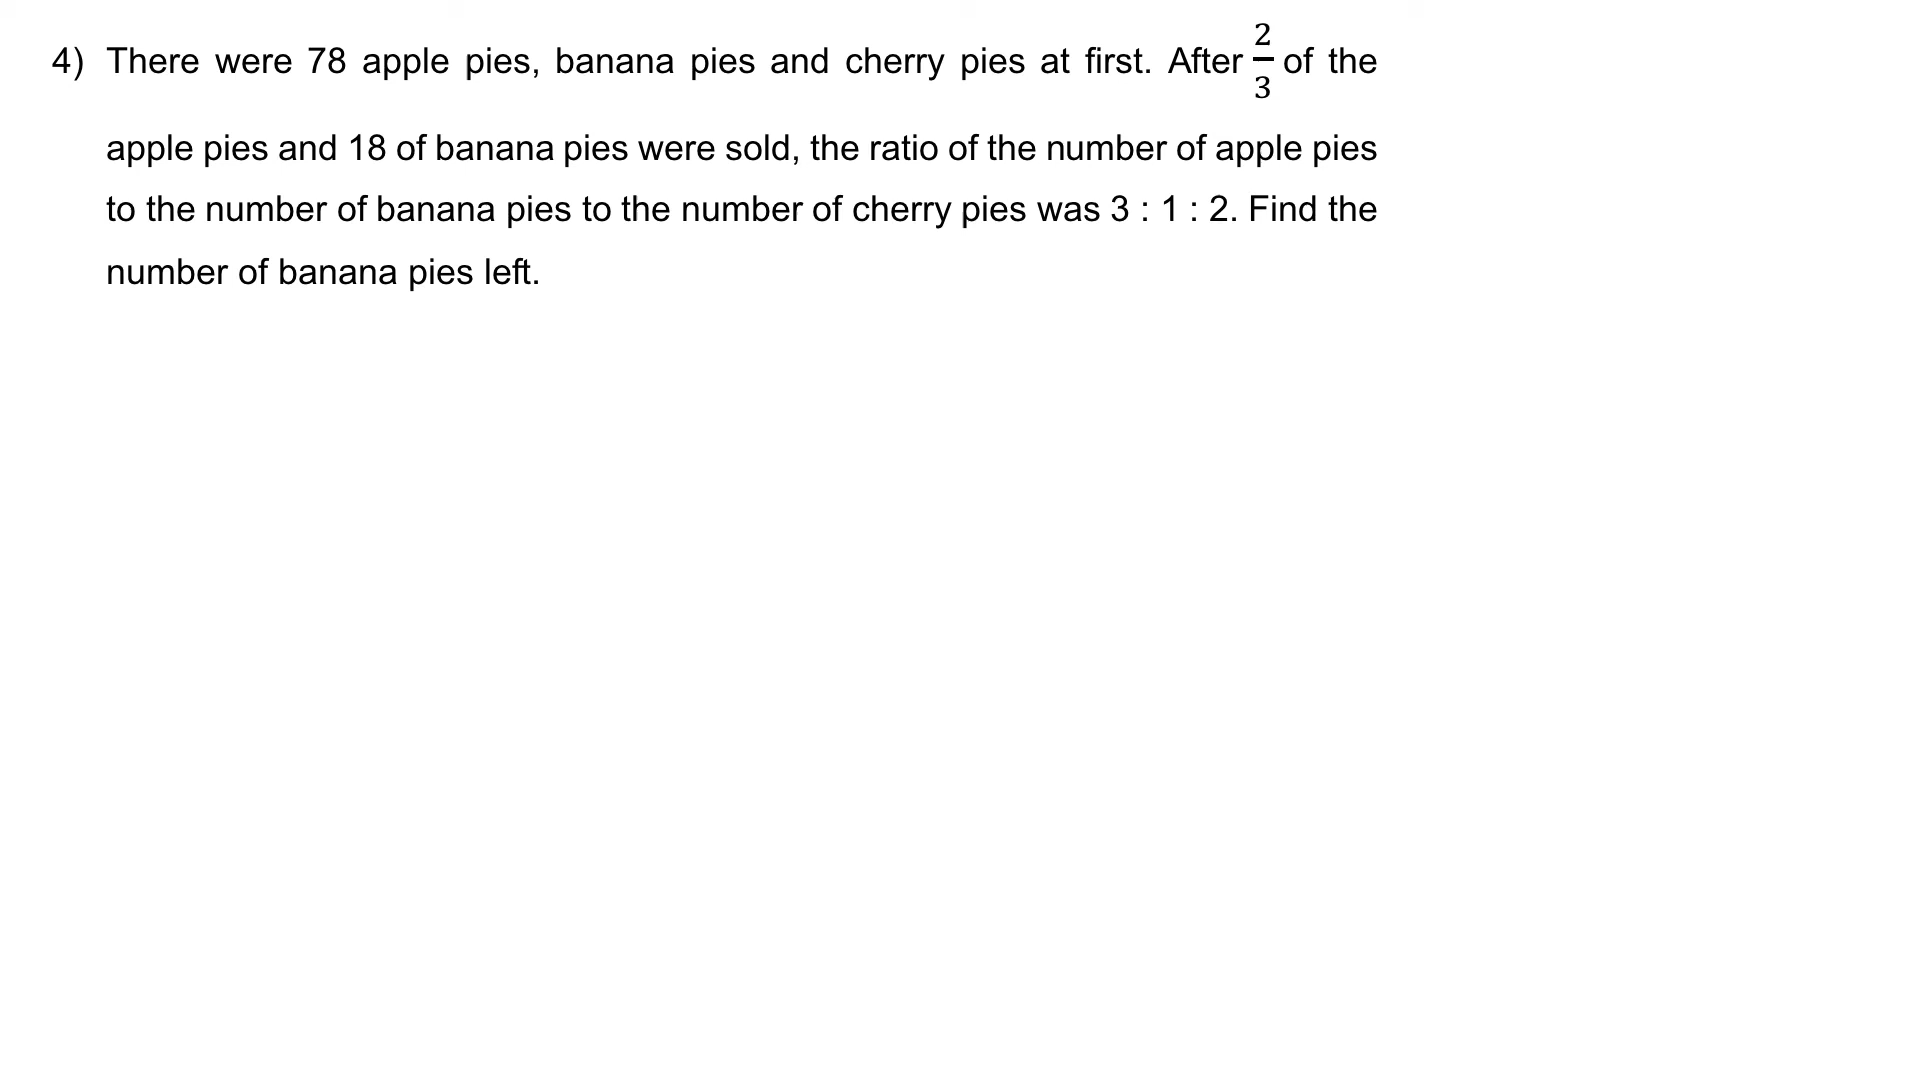 4) There were 78 apple pies, banana pies and cherry pies at first. After 2/3 of the
apple pies and 18 of banana pies were sold, the ratio of the number of apple pies
to the number of banana pies to the number of cherry pies was 3 : 1 : 2. Find the
number of banana pies left.